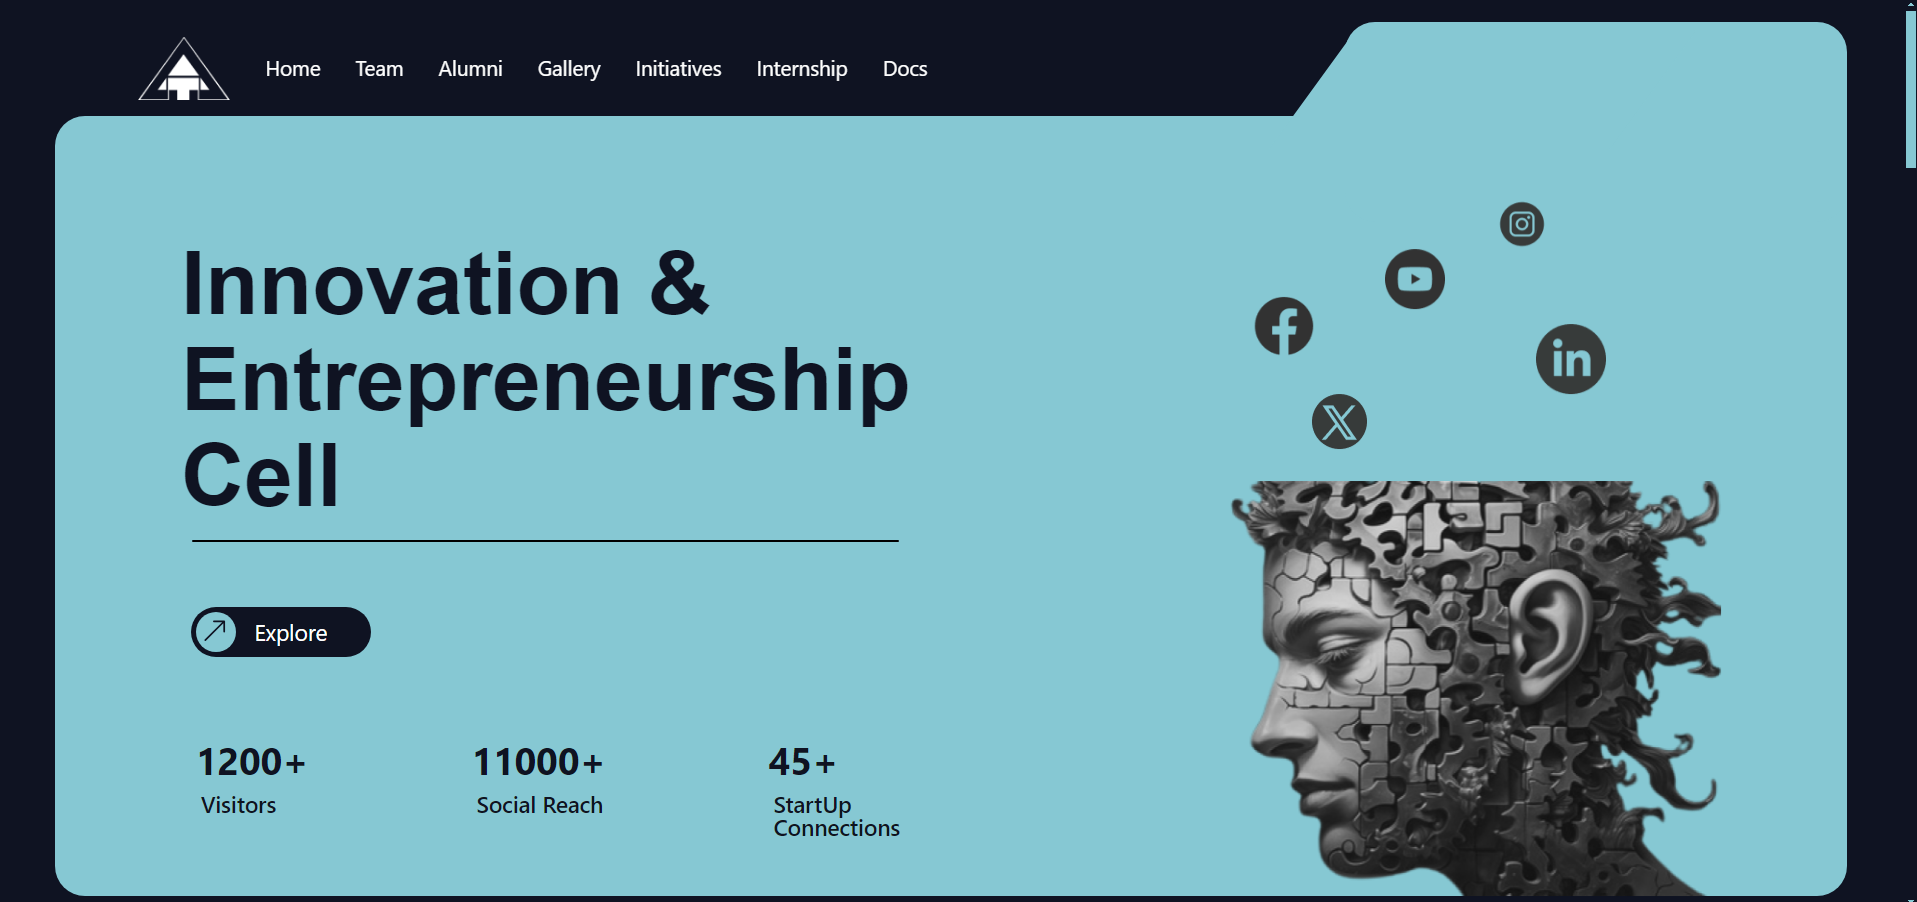 Home Team Alumni Gallery Initiatives Internship Docs
Innovation &
Entrepreneurship
Cell
Explore
1200+
Visitors
11000+
Social Reach
45+
StartUp
Connections